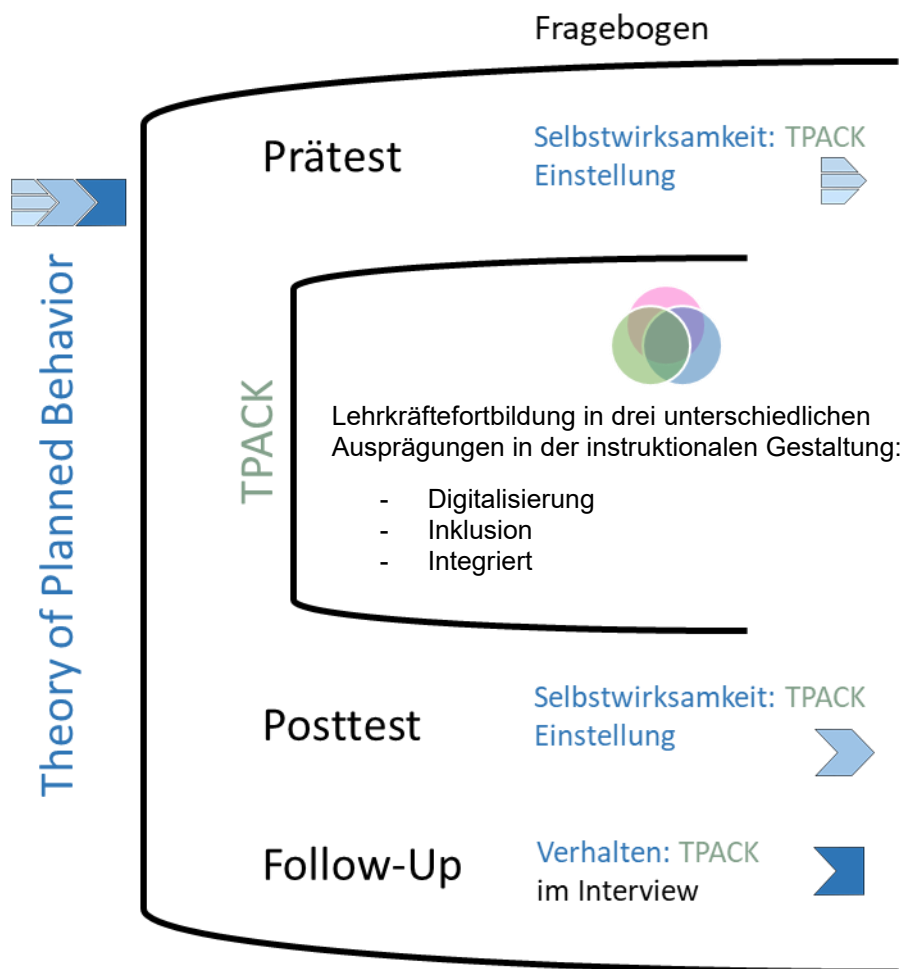 Fragebogen
Prätest
Selbstwirksamkeit: TPACK
Einstellung
Theory of Planned Behavior
TPACK
Lehrkräftefortbildung in drei unterschiedlichen
Ausprägungen in der instruktionalen Gestaltung:
- Digitalisierung
- Inklusion
- Integriert
Posttest
Selbstwirksamkeit: TPACK
Einstellung
Follow-Up
Verhalten: TPACK
im Interview